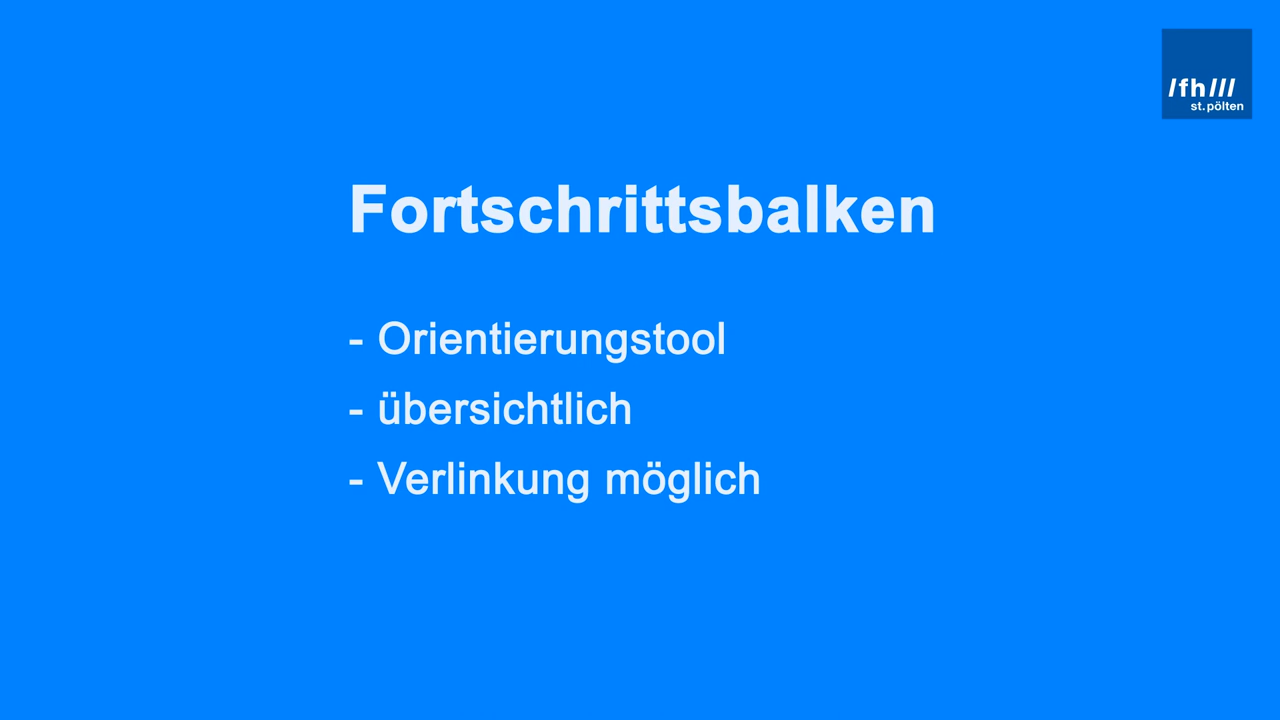 /fh///
st.pölten
Fortschrittsbalken
- Orientierungstool
- übersichtlich
- Verlinkung möglich